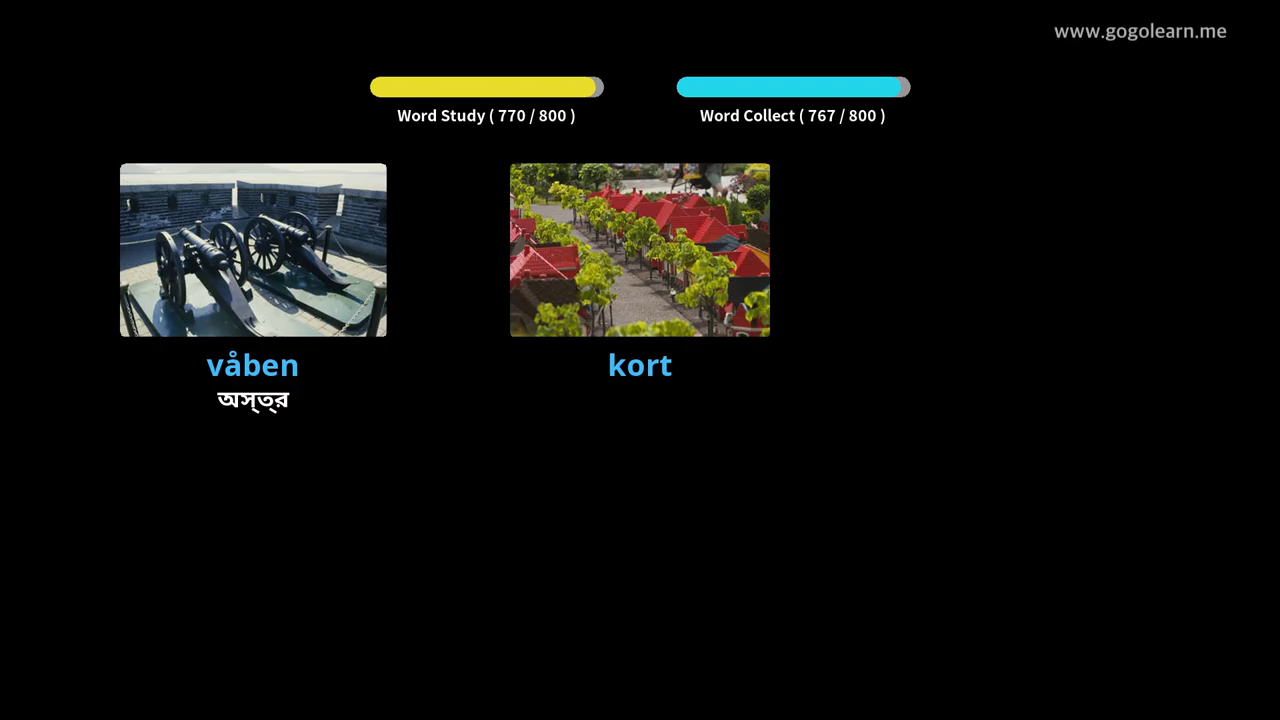 www.gogolearn.me
Word Study ( 770 / 800 )
Word Collect ( 767 / 800 )
våben
kort
অস্ত্র